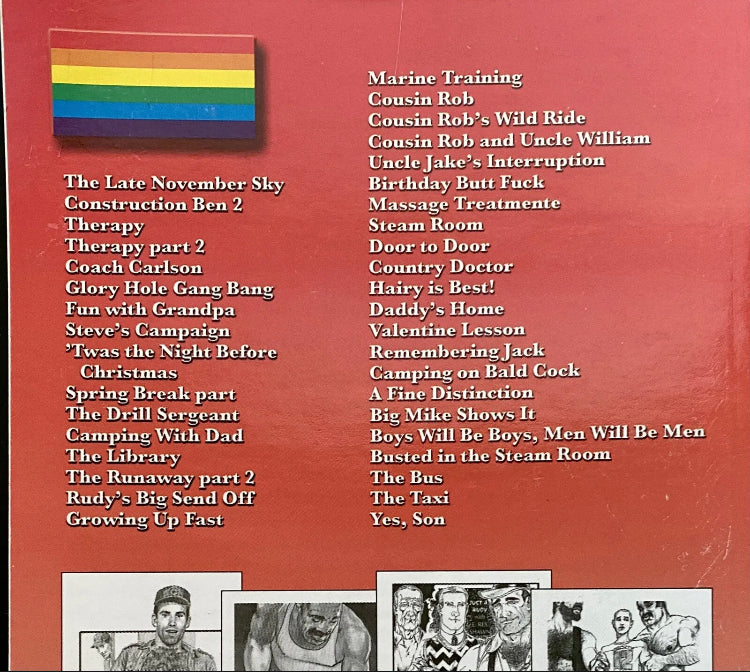 The Late November Sky
Construction Ben 2
Therapy
Therapy part 2
Coach Carlson
Glory Hole Gang Bang
Fun with Grandpa
Steve's Campaign
'Twas the Night Before
Christmas
Spring Break part
The Drill Sergeant
Camping With Dad
The Library
The Runaway part 2
Rudy's Big Send Off
Growing Up Fast
Marine Training
Cousin Rob
Cousin Rob's Wild Ride
Cousin Rob and Uncle William
Uncle Jake's Interruption
Birthday Butt Fuck
Massage Treatmente
Steam Room
Door to Door
Country Doctor
Hairy is Best!
Daddy's Home
Valentine Lesson
Remembering Jack
Camping on Bald Cock
A Fine Distinction
Big Mike Shows It
Boys Will Be Boys, Men Will Be Men
Busted in the Steam Room
The Bus
The Taxi
Yes, Son
JUST A